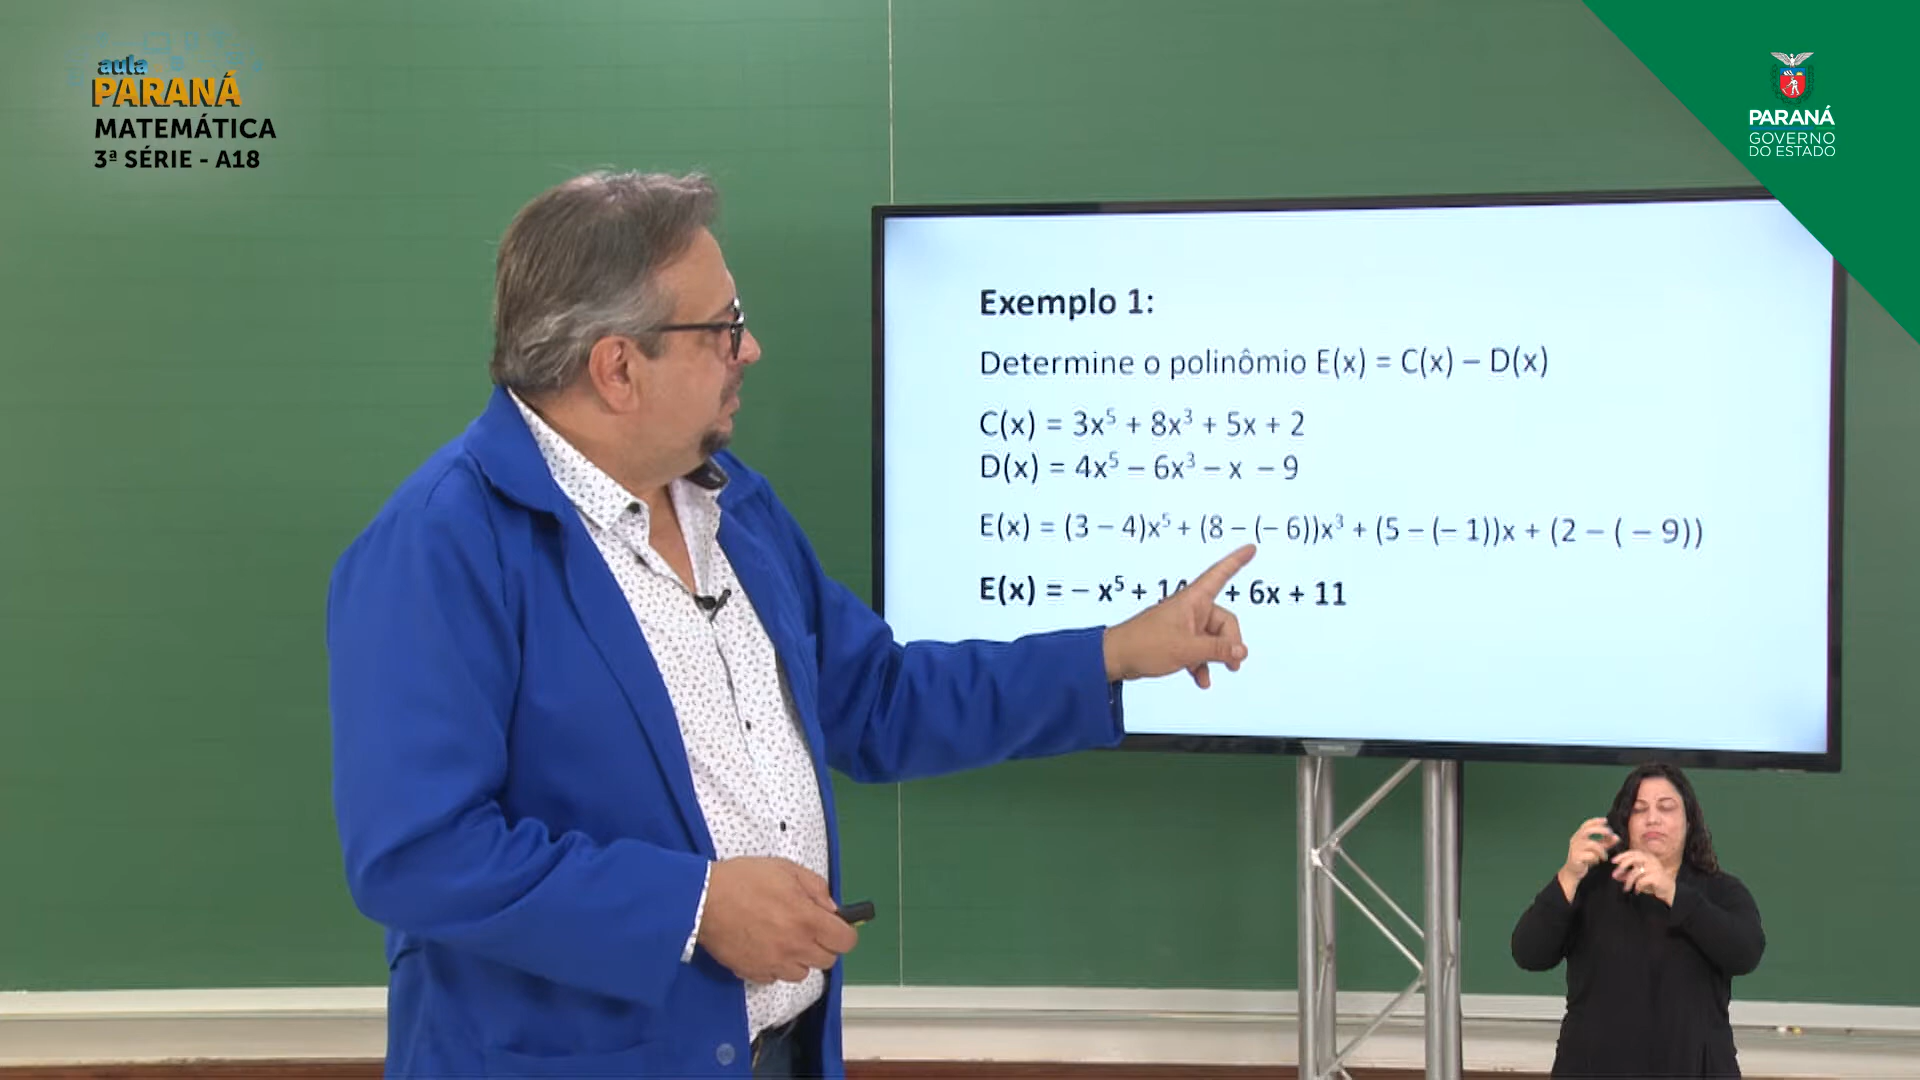 aula
PARANÁ
MATEMÁTICA
3ª SÉRIE - A18
PARANÁ
GOVERNO
DO ESTADO
Exemplo 1:
Determine o polinômio E(x) = C(x) – D(x)
C(x) = 3x⁵ + 8x³ + 5x + 2
D(x) = 4x⁵ – 6x³ – x – 9
E(x) = (3 – 4)x⁵ + (8 – (– 6))x³ + (5 – (– 1))x + (2 – ( – 9))
E(x) = – x⁵ + + 6x + 11